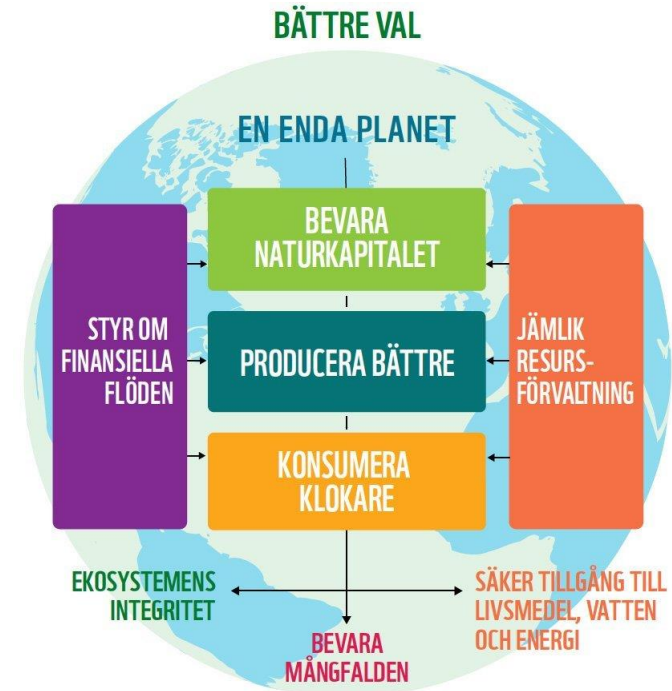 BÄTTRE VAL
EN ENDA PLANET
BEVARA
NATURKAPITALET
STYR OM
FINANSIELLA
FLÖDEN
PRODUCERA BÄTTRE
JÄMLIK
RESURS-
FÖRVALTNING
KONSUMERA
KLOKARE
EKOSYSTEMENS
INTEGRITET
BEVARA
MÅNGFALDEN
SÄKER TILLGÅNG TILL
LIVSMEDEL, VATTEN
OCH ENERGI